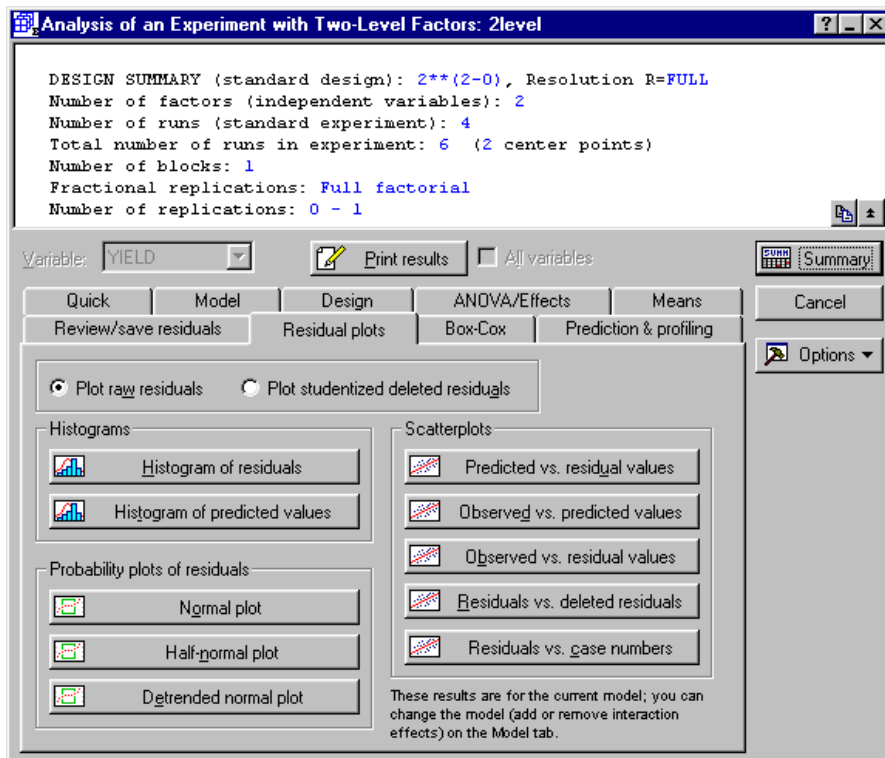 Analysis of an Experiment with Two-Level Factors: 2level
DESIGN SUMMARY (standard design): 2**(2-0), Resolution R=FULL
Number of factors (independent variables): 2
Number of runs (standard experiment): 4
Total number of runs in experiment: 6 (2 center points)
Number of blocks: 1
Fractional replications: Full factorial
Number of replications: 0 - 1
Variable: YIELD
Print results
All variables
SUMM
Summary
Quick
Model
Design
ANOVA/Effects
Means
Cancel
Review/save residuals
Residual plots
Box-Cox
Prediction & profiling
Options
Plot raw residuals
Plot studentized deleted residuals
Histograms
Histogram of residuals
Histogram of predicted values
Probability plots of residuals
Normal plot
Half-normal plot
Detrended normal plot
Scatterplots
Predicted vs. residual values
Observed vs. predicted values
Observed vs. residual values
Residuals vs. deleted residuals
Residuals vs. case numbers
These results are for the current model; you can
change the model (add or remove interaction
effects) on the Model tab.